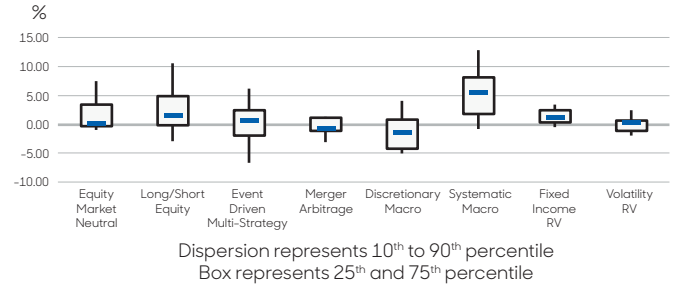 %
15.00
10.00
5.00
0.00
-5.00
-10.00
Equity
Market
Neutral
Long/Short
Equity
Event
Driven
Multi-Strategy
Merger
Arbitrage
Discretionary
Macro
Systematic
Macro
Fixed
Income
RV
Volatility
RV
Dispersion represents 10th to 90th percentile
Box represents 25th and 75th percentile